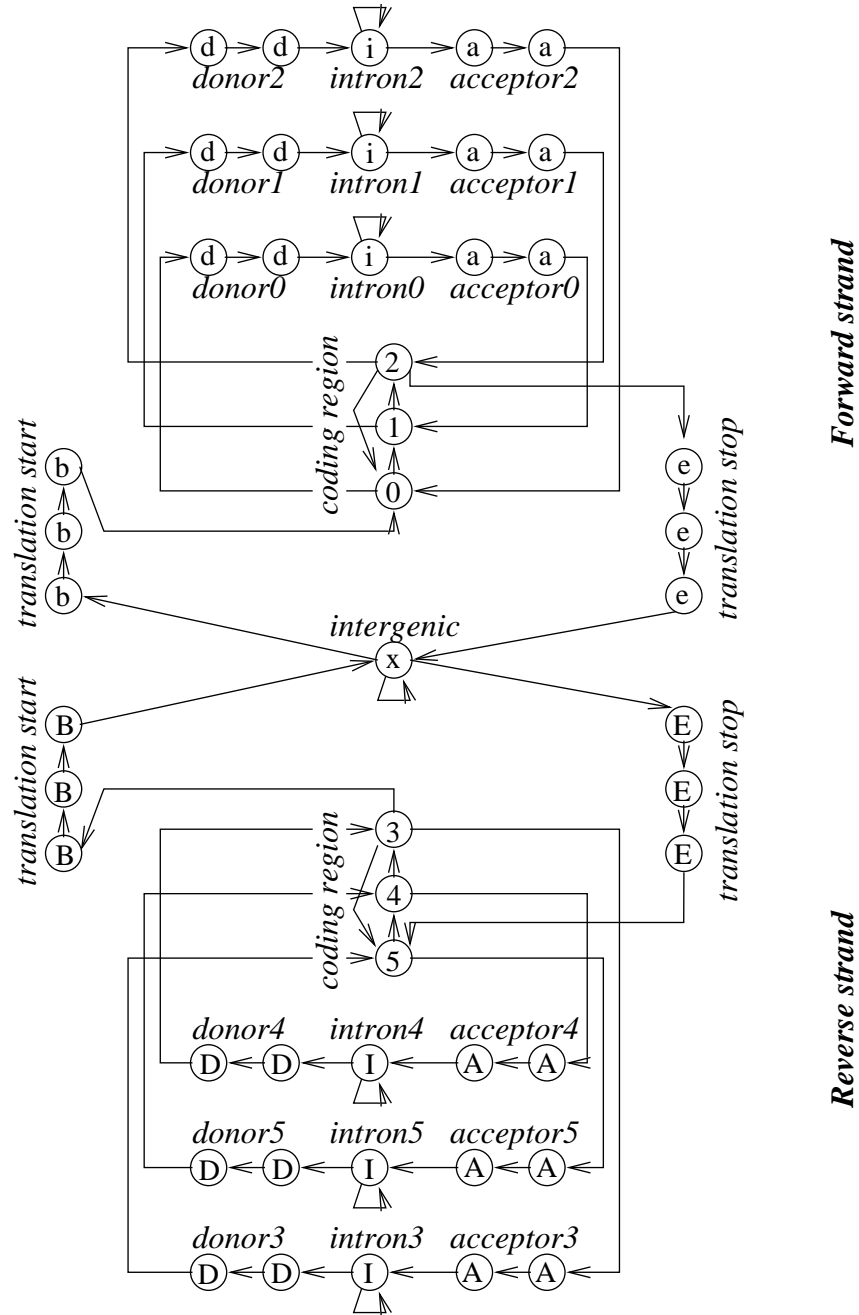 d d i a a
donor2 intron2 acceptor2
d d i a a
donor1 intron1 acceptor1
d d i a a
donor0 intron0 acceptor0
coding region
2
1
0
translation start
b
b
b
e
e
e
translation stop
Forward strand
intergenic
x
translation start
B
B
B
E
E
E
translation stop
coding region
3
4
5
Reverse strand
donor4 intron4 acceptor4
D D I A A
donor5 intron5 acceptor5
D D I A A
donor3 intron3 acceptor3
D D I A A